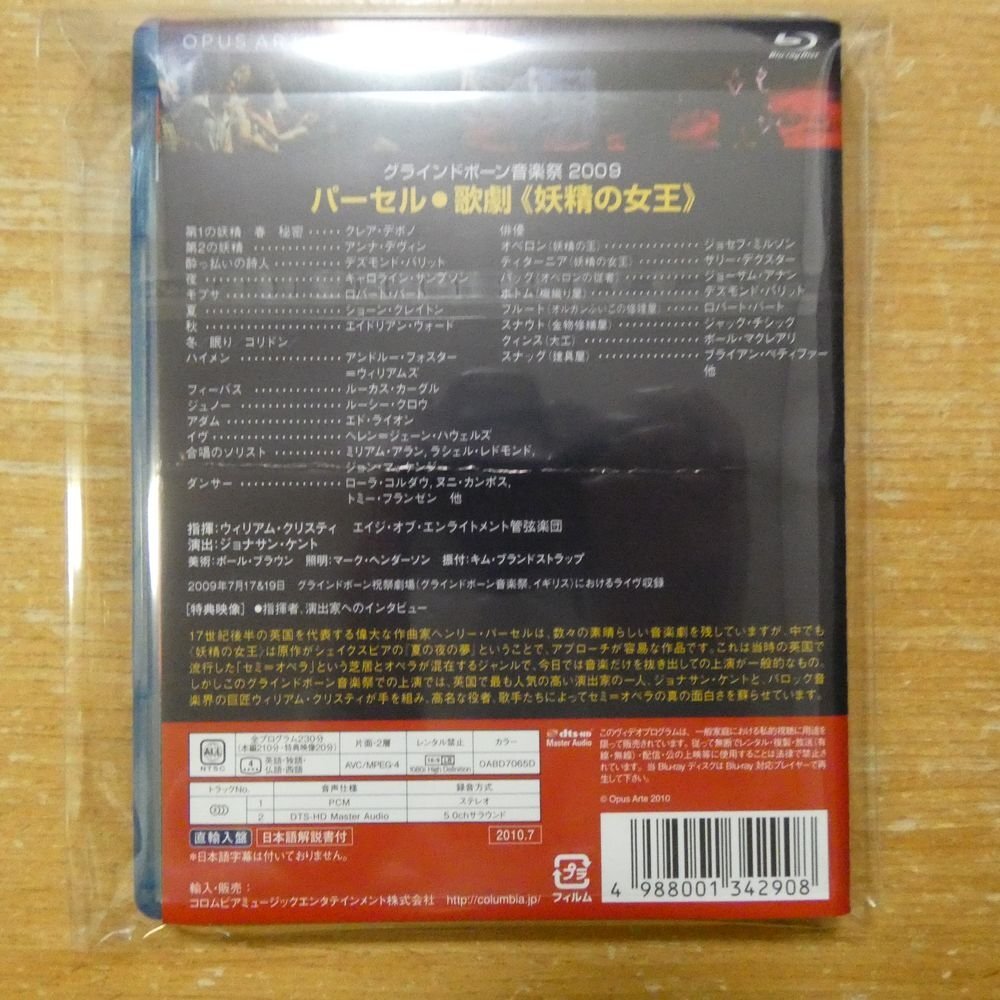 OPUS ARTE
Blu-ray Disc
グラインドボーン音楽祭 2009
パーセル●歌劇《妖精の女王》
第1の妖精 春 秘密 ····· クレア・デボノ
第2の妖精 ··············· アンナ・デヴィン
酔っ払いの詩人 ·········· デズモンド・バリット
夜 ······················ キャロライン・サンプソン
モプサ ·················· ロバート・バート
夏 ······················ ショーン・クレイトン
秋 ······················ エイドリアン・ウォード
冬 眠り コリドン
ハイメン ················ アンドルー・フォスター
＝ウィリアムズ
フィーバス ·············· ルーカス・カーグル
ジュノー ················ ルーシー・クロウ
アダム ·················· エド・ライオン
イヴ ···················· ヘレン＝ジェーン・ハウェルズ
合唱のソリスト ·········· ミリアム・アラン, ラシェル・レドモンド,
ジョン・マッケンジー
ダンサー ················ ローラ・コルダウ, ヌニ・カンポス,
トミー・フランゼン 他
俳優
オベロン(妖精の王) ·············· ジョセフ・ミルソン
ティターニア(妖精の女王) ········ サリー・デクスター
パック(オベロンの従者) ·········· ジョーサム・アナン
ボトム(機織り屋) ················ デズモンド・バリット
フルート(オルガンふいごの修理屋) · ロバート・バート
スナウト(金物修繕屋) ············ ジャック・チシック
クィンス(大工) ·················· ポール・マクレアリ
スナッグ(建具屋) ················ ブライアン・ペティファー
他
指揮:ウィリアム・クリスティ エイジ・オブ・エンライトメント管弦楽団
演出:ジョナサン・ケント
美術:ポール・ブラウン 照明:マーク・ヘンダーソン 振付:キム・ブランドストラップ
2009年7月17&19日 グラインドボーン祝祭劇場(グラインドボーン音楽祭, イギリス)におけるライヴ収録
[特典映像] ●指揮者、演出家へのインタビュー
17世紀後半の英国を代表する偉大な作曲家ヘンリー・パーセルは、数々の素晴らしい音楽劇を残していますが、中でも
《妖精の女王》は原作がシェイクスピアの『夏の夜の夢』ということで、アプローチが容易な作品です。これは当時の英国で
流行した「セミ＝オペラ」という芝居とオペラが混在するジャンルで、今日では音楽だけを抜き出しての上演が一般的なもの。
しかしこのグラインドボーン音楽祭での上演では、英国で最も人気の高い演出家の一人、ジョナサン・ケントと、バロック音
楽界の巨匠ウィリアム・クリスティが手を組み、高名な役者、歌手たちによってセミ＝オペラの真の面白さを蘇らせています。
ALL
NTSC
全プログラム230分
(本編210分・特典映像20分)
片面・2層
レンタル禁止
カラー
4
英語・独語・
仏語・西語
AVC/MPEG-4
16:9 LB
1080i High Definition
OABD7065D
トラックNo.
音声仕様
録音方式
1 PCM ステレオ
2 DTS-HD Master Audio 5.0chサラウンド
直輸入盤 日本語解説書付 2010.7
*日本語字幕は付いておりません。
輸入・販売:
コロムビアミュージックエンタテインメント株式会社 http://columbia.jp/
dts-HD
Master Audio
このヴィデオプログラムは、一般家庭における私的視聴に用途を
限って販売されています。従って無断でレンタル・複製・放送(有
線・無線)・配信・公の上映等に使用することは法律で禁止され
ています。当 Blu-ray ディスクは Blu-ray 対応プレイヤーで再
生して下さい。
© Opus Arte 2010
プラ
フィルム
4 988001 342908